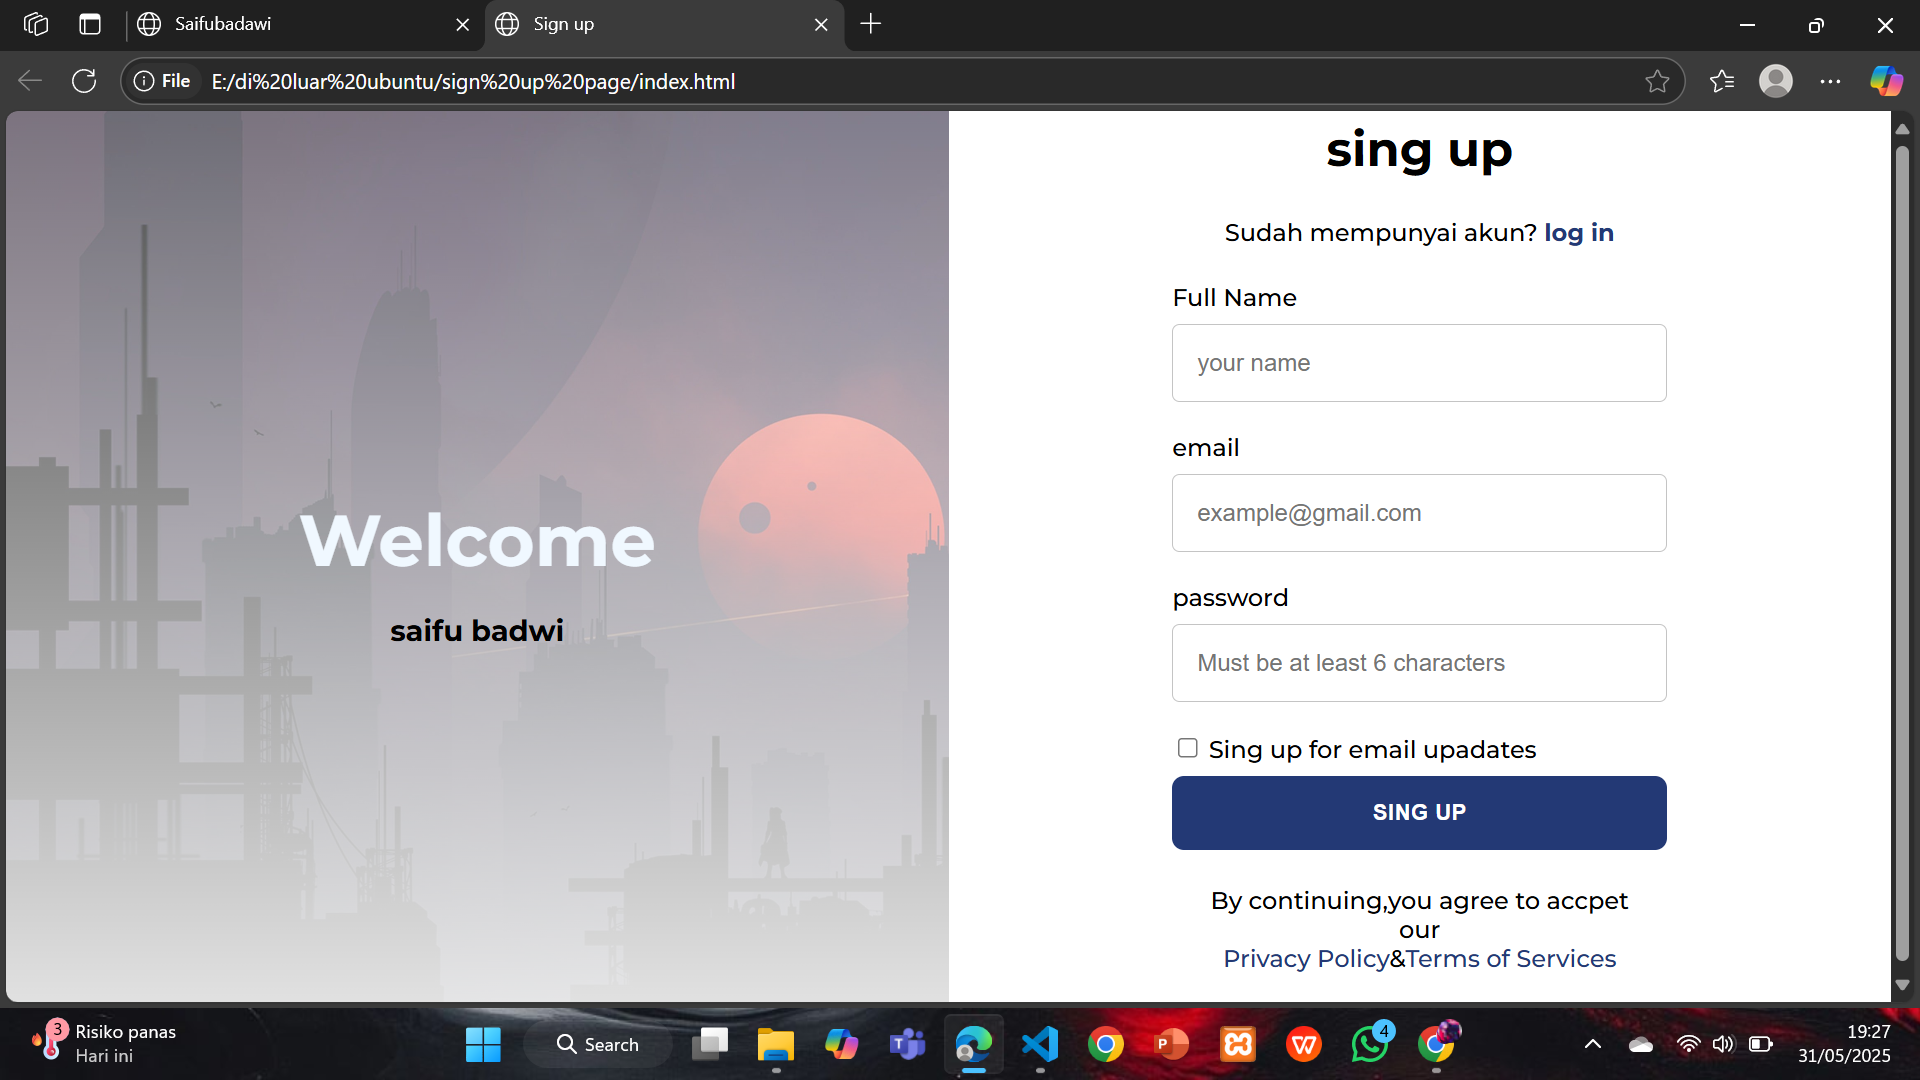 Saifubadawi
Sign up
File
E:/di%20luar%20ubuntu/sign%20up%20page/index.html
Welcome
saifu badwi
sing up
Sudah mempunyai akun? log in
Full Name
your name
email
example@gmail.com
password
Must be at least 6 characters
Sing up for email upadates
SING UP
By continuing,you agree to accpet
our
Privacy Policy&Terms of Services
3
Risiko panas
Hari ini
Search
T
P
W
4
19:27
31/05/2025